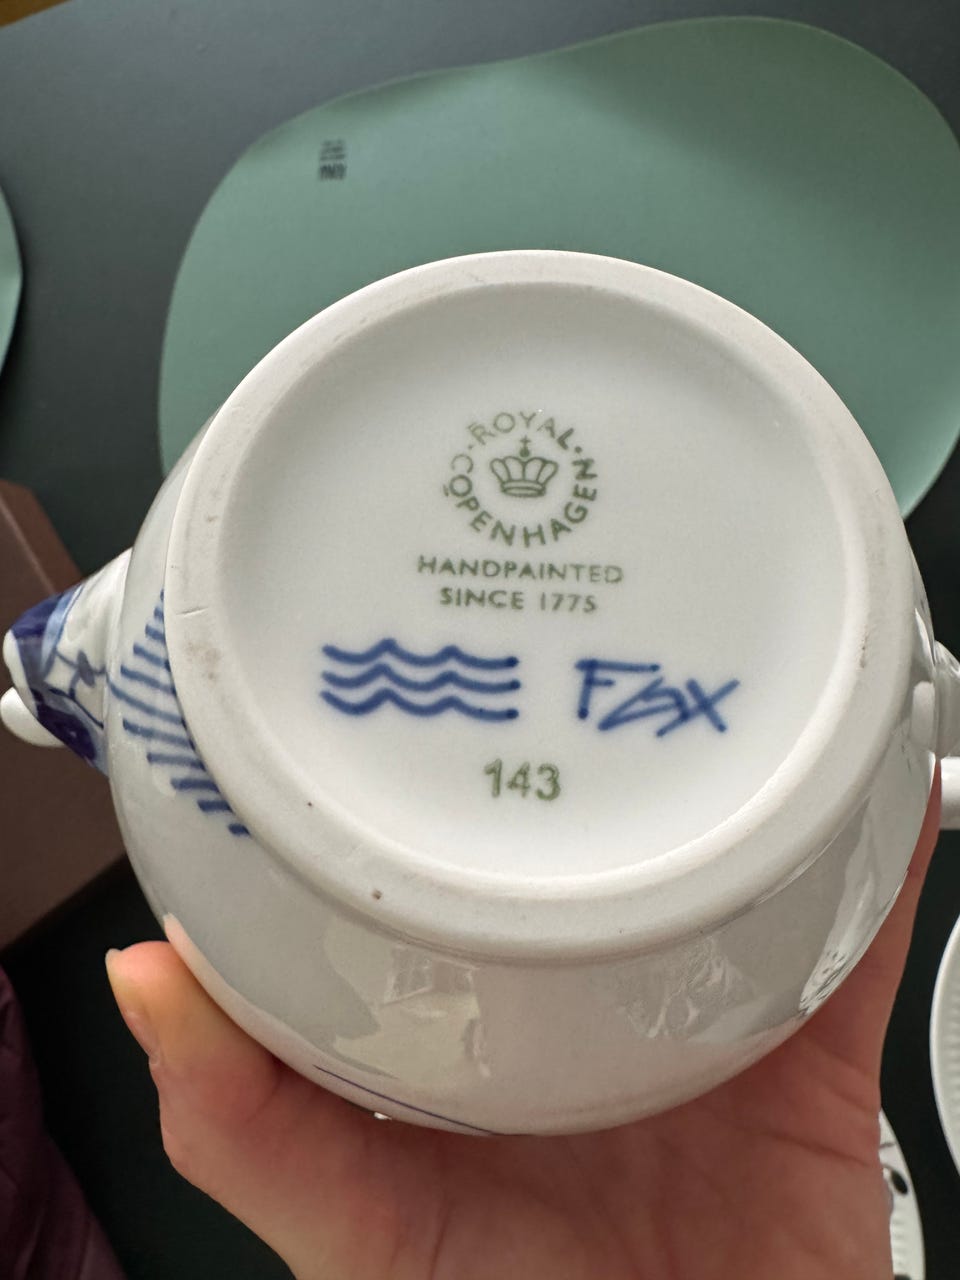 ROYAL · COPENHAGEN ·
HANDPAINTED
SINCE 1775
143